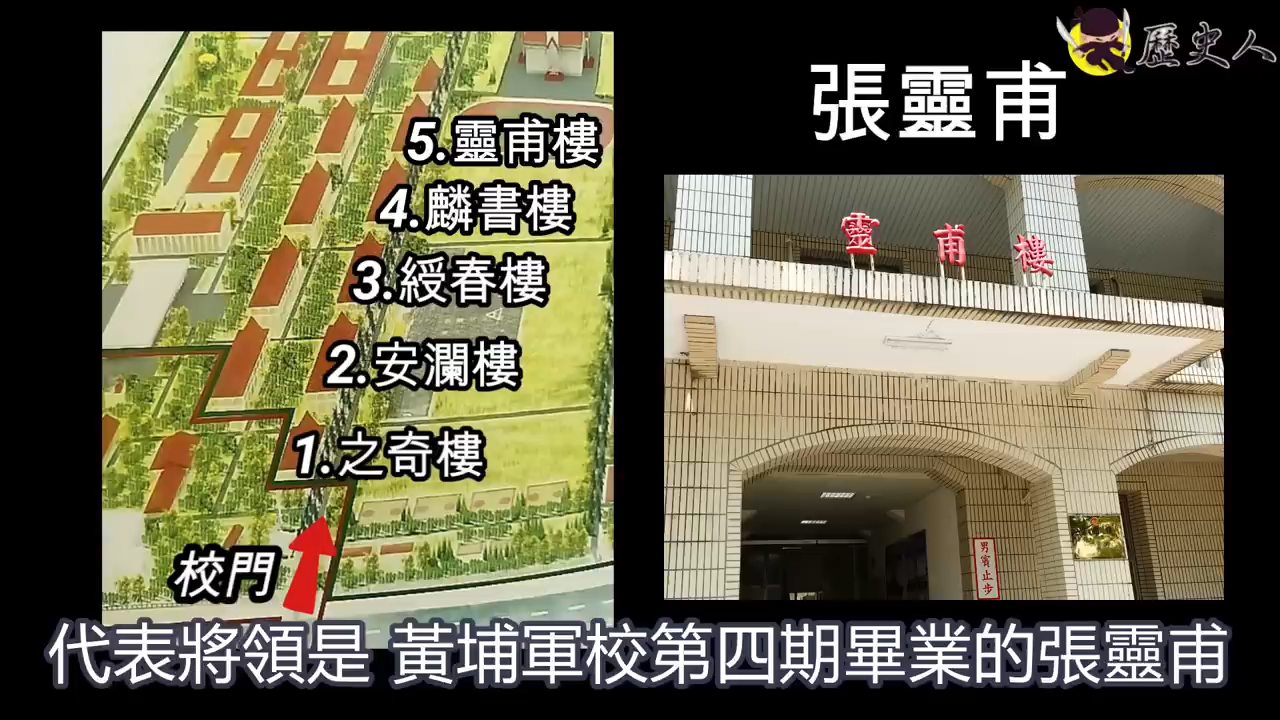 歷史人
張靈甫
5.靈甫樓
4.麟書樓
3.綏春樓
2.安瀾樓
1.之奇樓
校門
靈甫樓
男賓止步
代表將領是 黃埔軍校第四期畢業的張靈甫